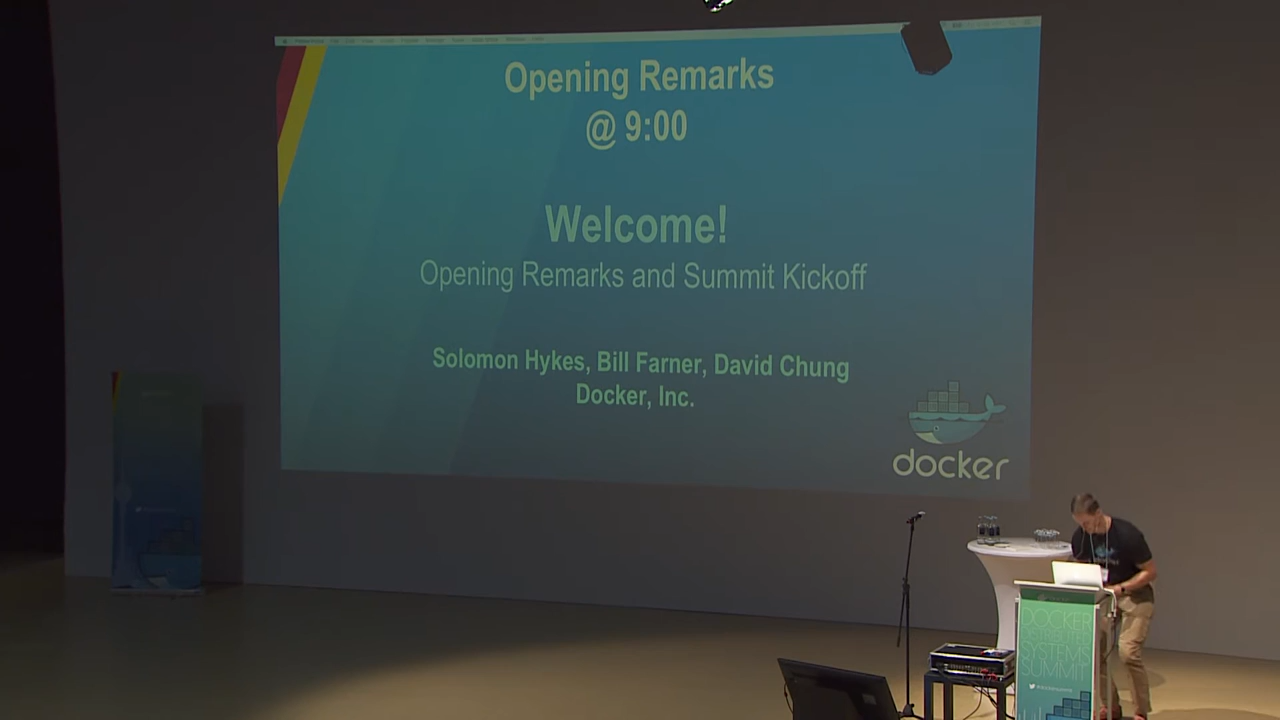 Opening Remarks
@ 9:00
Welcome!
Opening Remarks and Summit Kickoff
Solomon Hykes, Bill Farner, David Chung
Docker, Inc.
docker
DOCKER
SYSTEMS
SUMMIT